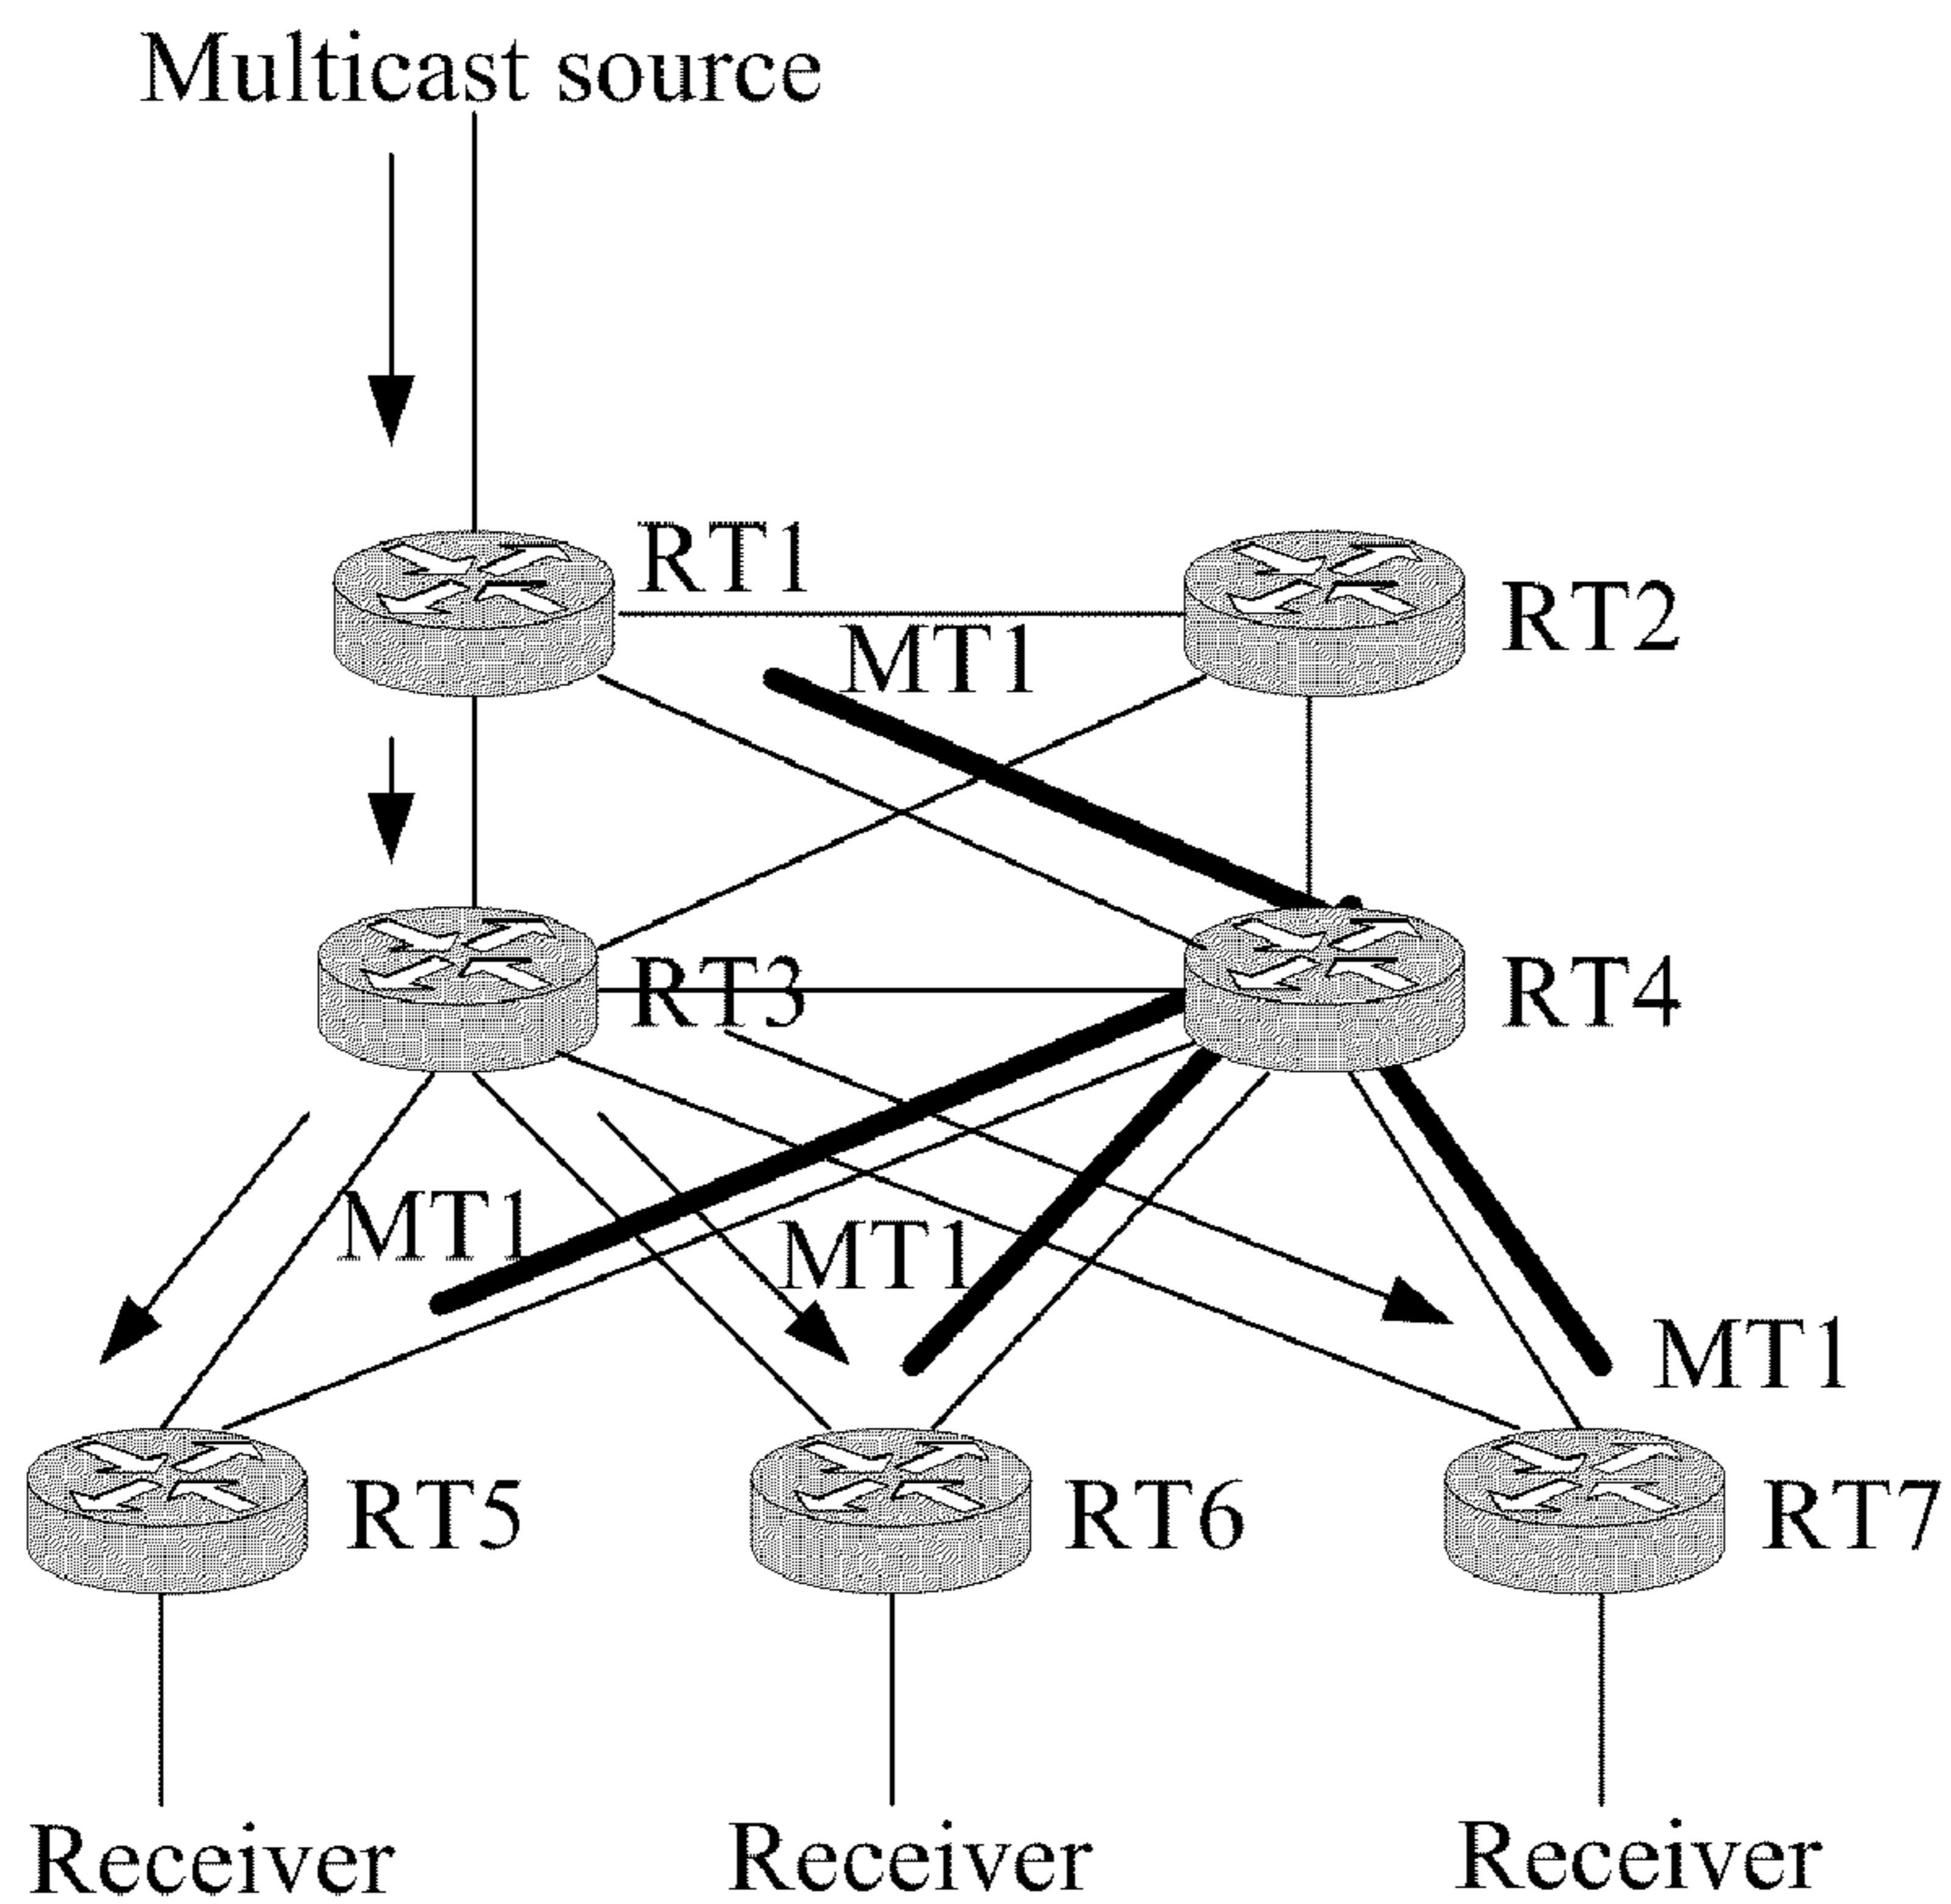 Multicast source
RT1
RT2
MT1
RT3
RT4
MT1
MT1
MT1
RT5
RT6
RT7
Receiver
Receiver
Receiver